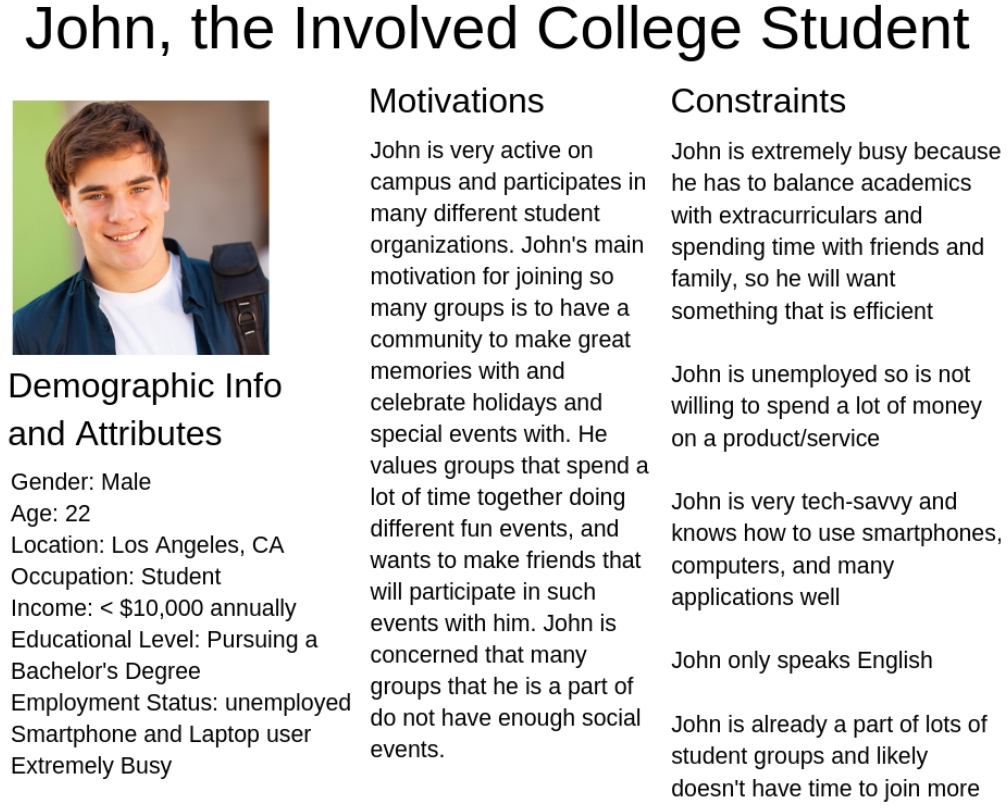 John, the Involved College Student
Demographic Info
and Attributes
Gender: Male
Age: 22
Location: Los Angeles, CA
Occupation: Student
Income: < $10,000 annually
Educational Level: Pursuing a
Bachelor's Degree
Employment Status: unemployed
Smartphone and Laptop user
Extremely Busy
Motivations
John is very active on
campus and participates in
many different student
organizations. John's main
motivation for joining so
many groups is to have a
community to make great
memories with and
celebrate holidays and
special events with. He
values groups that spend a
lot of time together doing
different fun events, and
wants to make friends that
will participate in such
events with him. John is
concerned that many
groups that he is a part of
do not have enough social
events.
Constraints
John is extremely busy because
he has to balance academics
with extracurriculars and
spending time with friends and
family, so he will want
something that is efficient
John is unemployed so is not
willing to spend a lot of money
on a product/service
John is very tech-savvy and
knows how to use smartphones,
computers, and many
applications well
John only speaks English
John is already a part of lots of
student groups and likely
doesn't have time to join more